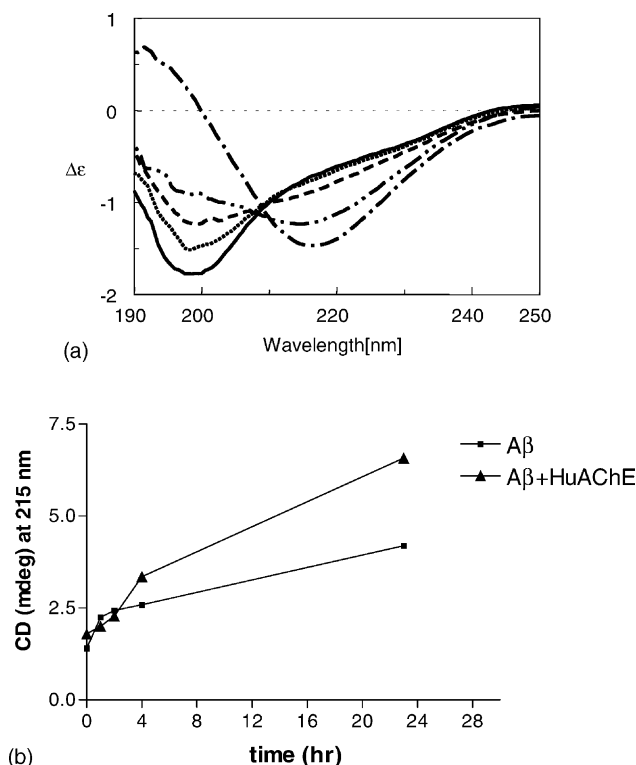 1
0
Δε
-1
-2
190 200 220 240 250
Wavelength[nm]
(a)
7.5
5.0
2.5
0.0
CD (mdeg) at 215 nm
0 4 8 12 16 20 24 28
time (hr)
Aβ
Aβ+HuAChE
(b)